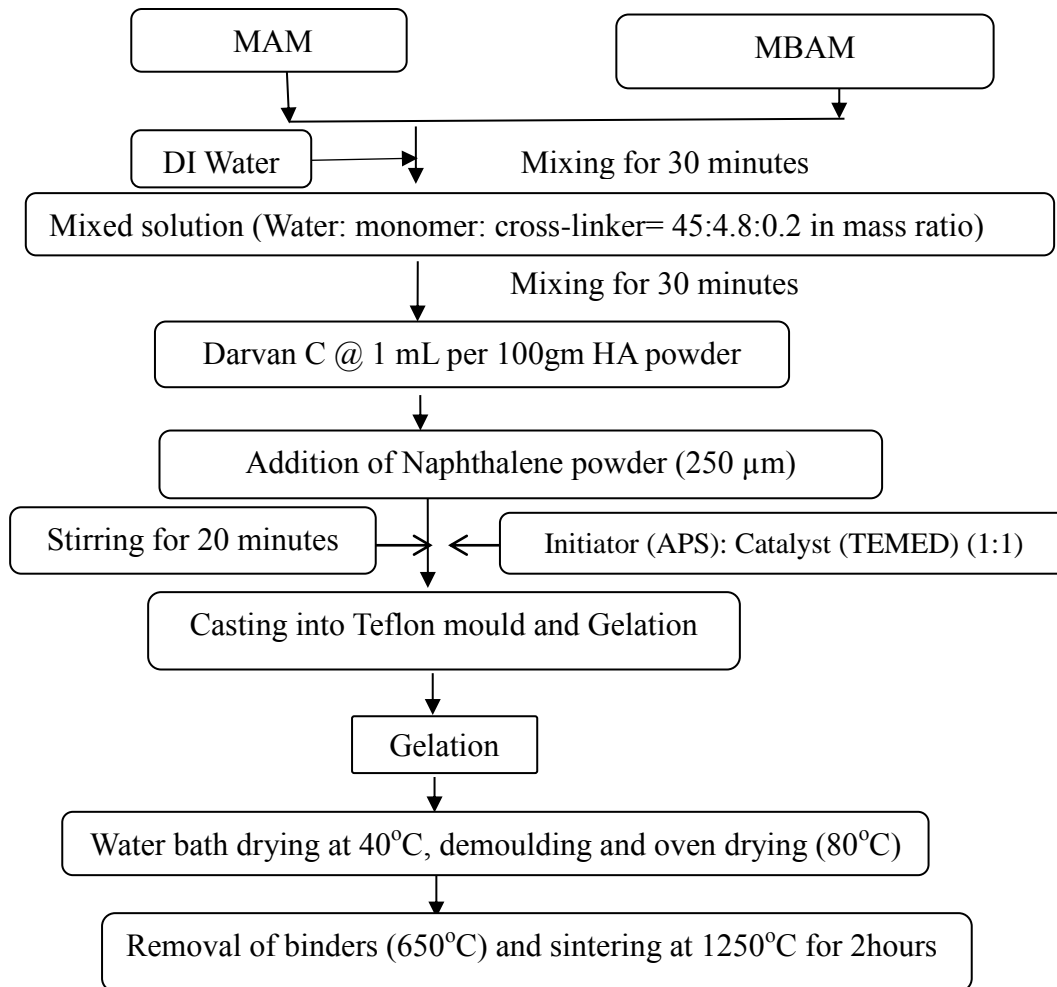 MAM
MBAM
DI Water
Mixing for 30 minutes
Mixed solution (Water: monomer: cross-linker= 45:4.8:0.2 in mass ratio)
Mixing for 30 minutes
Darvan C @ 1 mL per 100gm HA powder
Addition of Naphthalene powder (250 µm)
Stirring for 20 minutes
Initiator (APS): Catalyst (TEMED) (1:1)
Casting into Teflon mould and Gelation
Gelation
Water bath drying at 40°C, demoulding and oven drying (80°C)
Removal of binders (650°C) and sintering at 1250°C for 2hours